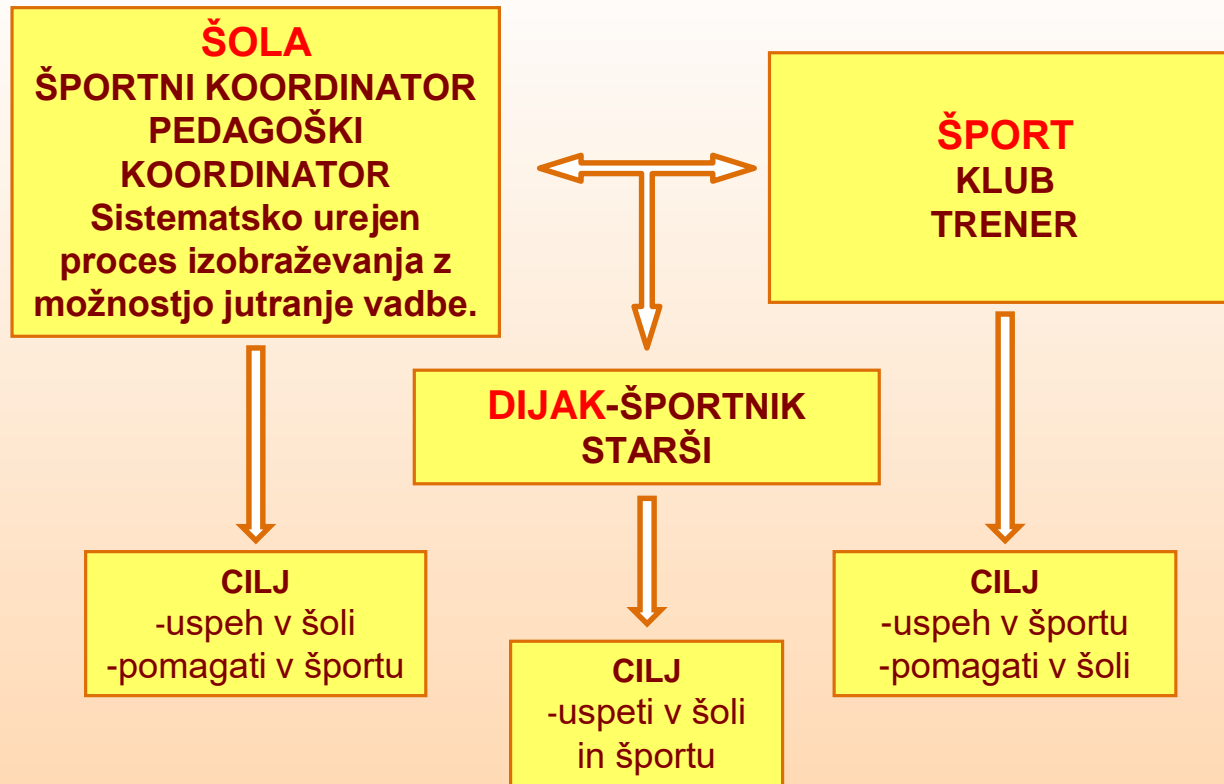 ŠOLA
ŠPORTNI KOORDINATOR
PEDAGOŠKI
KOORDINATOR
Sistematsko urejen
proces izobraževanja z
možnostjo jutranje vadbe.
ŠPORT
KLUB
TRENER
DIJAK-ŠPORTNIK
STARŠI
CILJ
-uspeh v šoli
-pomagati v športu
CILJ
-uspeti v šoli
in športu
CILJ
-uspeh v športu
-pomagati v šoli